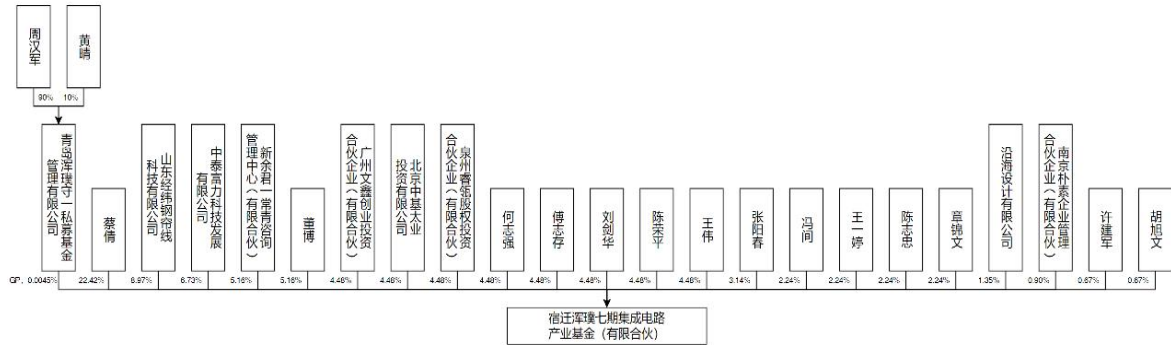 周汉军
黄晴
90%
10%
青岛浑璞守一私募基金
管理有限公司
蔡倩
山东经纬钢帘线
科技有限公司
中泰富力科技发展
有限公司
新余君一常青咨询
管理中心（有限合伙）
董博
广州文鑫创业投资
合伙企业（有限合伙）
北京中基太业
投资有限公司
泉州睿瓴股权投资
合伙企业（有限合伙）
何志强
傅志存
刘剑华
陈荣平
王伟
张阳春
冯间
王一婷
陈志忠
章锦文
沿海设计有限公司
南京朴素企业管理
合伙企业（有限合伙）
许建军
胡旭文
GP，0.0045%
22.42%
8.97%
6.73%
5.16%
5.16%
4.48%
4.48%
4.48%
4.48%
4.48%
4.48%
4.48%
4.48%
3.14%
2.24%
2.24%
2.24%
2.24%
1.35%
0.90%
0.67%
0.67%
宿迁浑璞七期集成电路
产业基金（有限合伙）